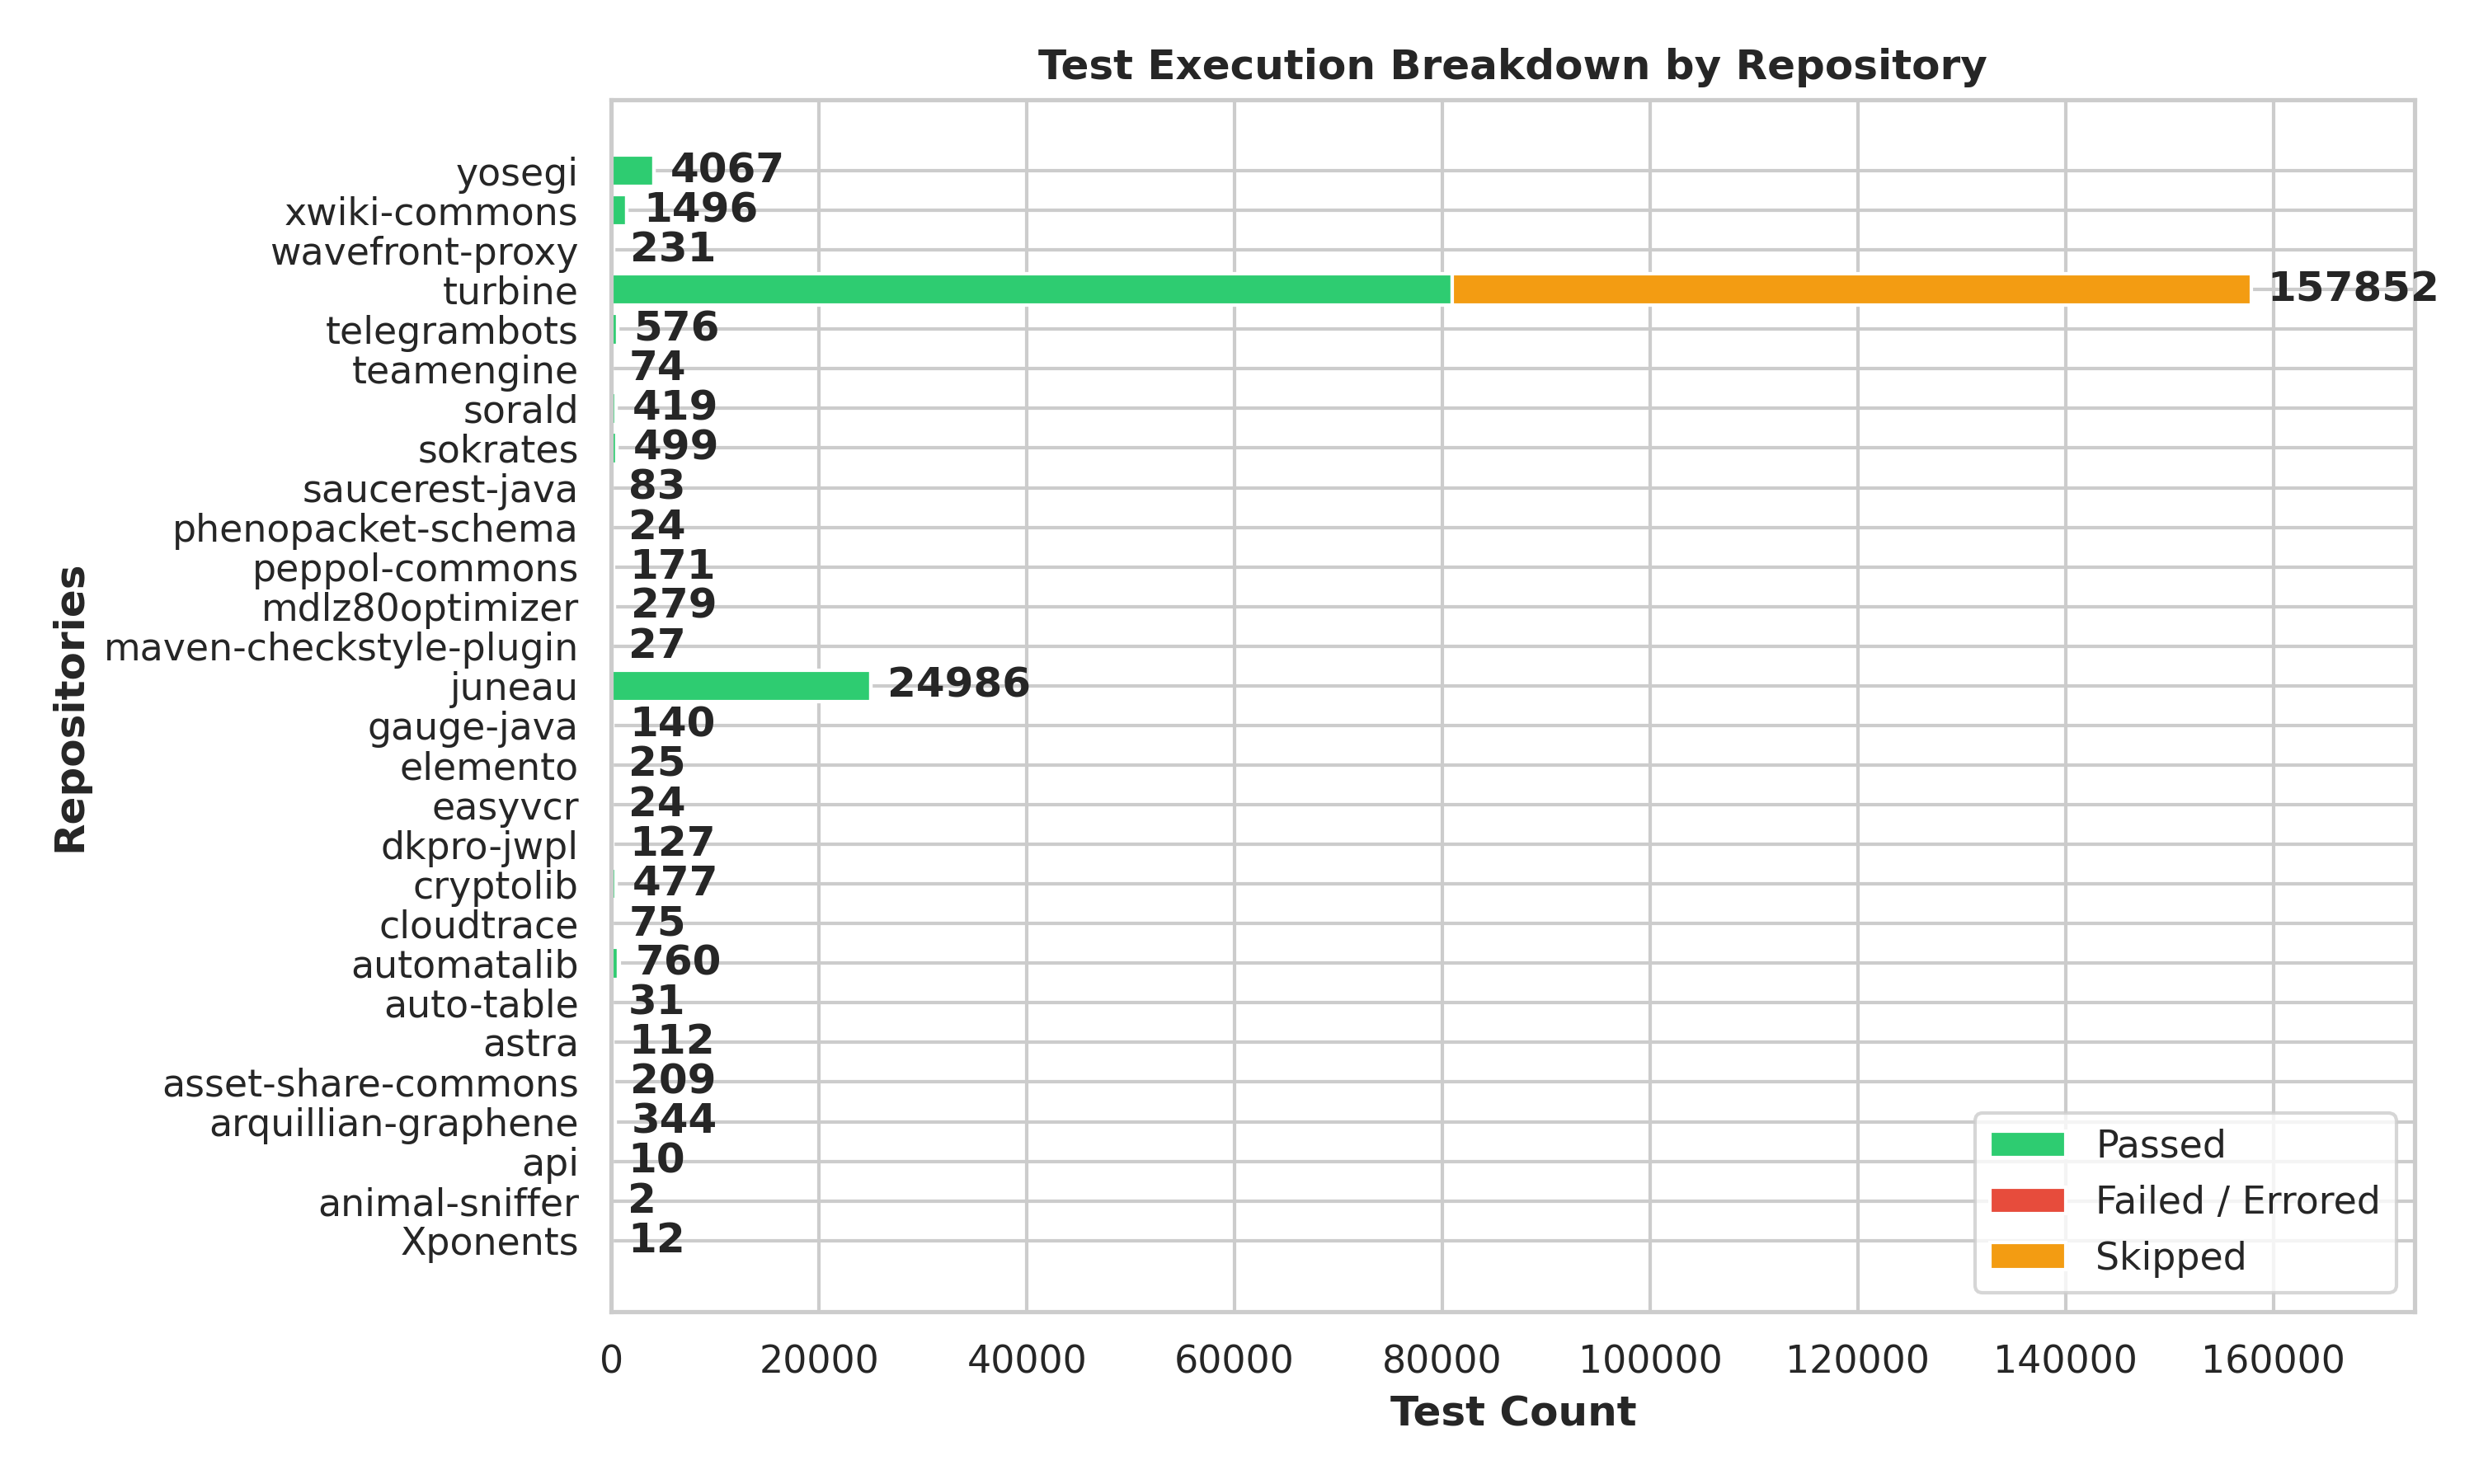 Test Execution Breakdown by Repository
Repositories
yosegi 4067
xwiki-commons 1496
wavefront-proxy 231
turbine 157852
telegrambots 576
teamengine 74
sorald 419
sokrates 499
saucerest-java 83
phenopacket-schema 24
peppol-commons 171
mdlz80optimizer 279
maven-checkstyle-plugin 27
juneau 24986
gauge-java 140
elemento 25
easyvcr 24
dkpro-jwpl 127
cryptolib 477
cloudtrace 75
automatalib 760
auto-table 31
astra 112
asset-share-commons 209
arquillian-graphene 344
api 10
animal-sniffer 2
Xponents 12
Passed
Failed / Errored
Skipped
0 20000 40000 60000 80000 100000 120000 140000 160000
Test Count